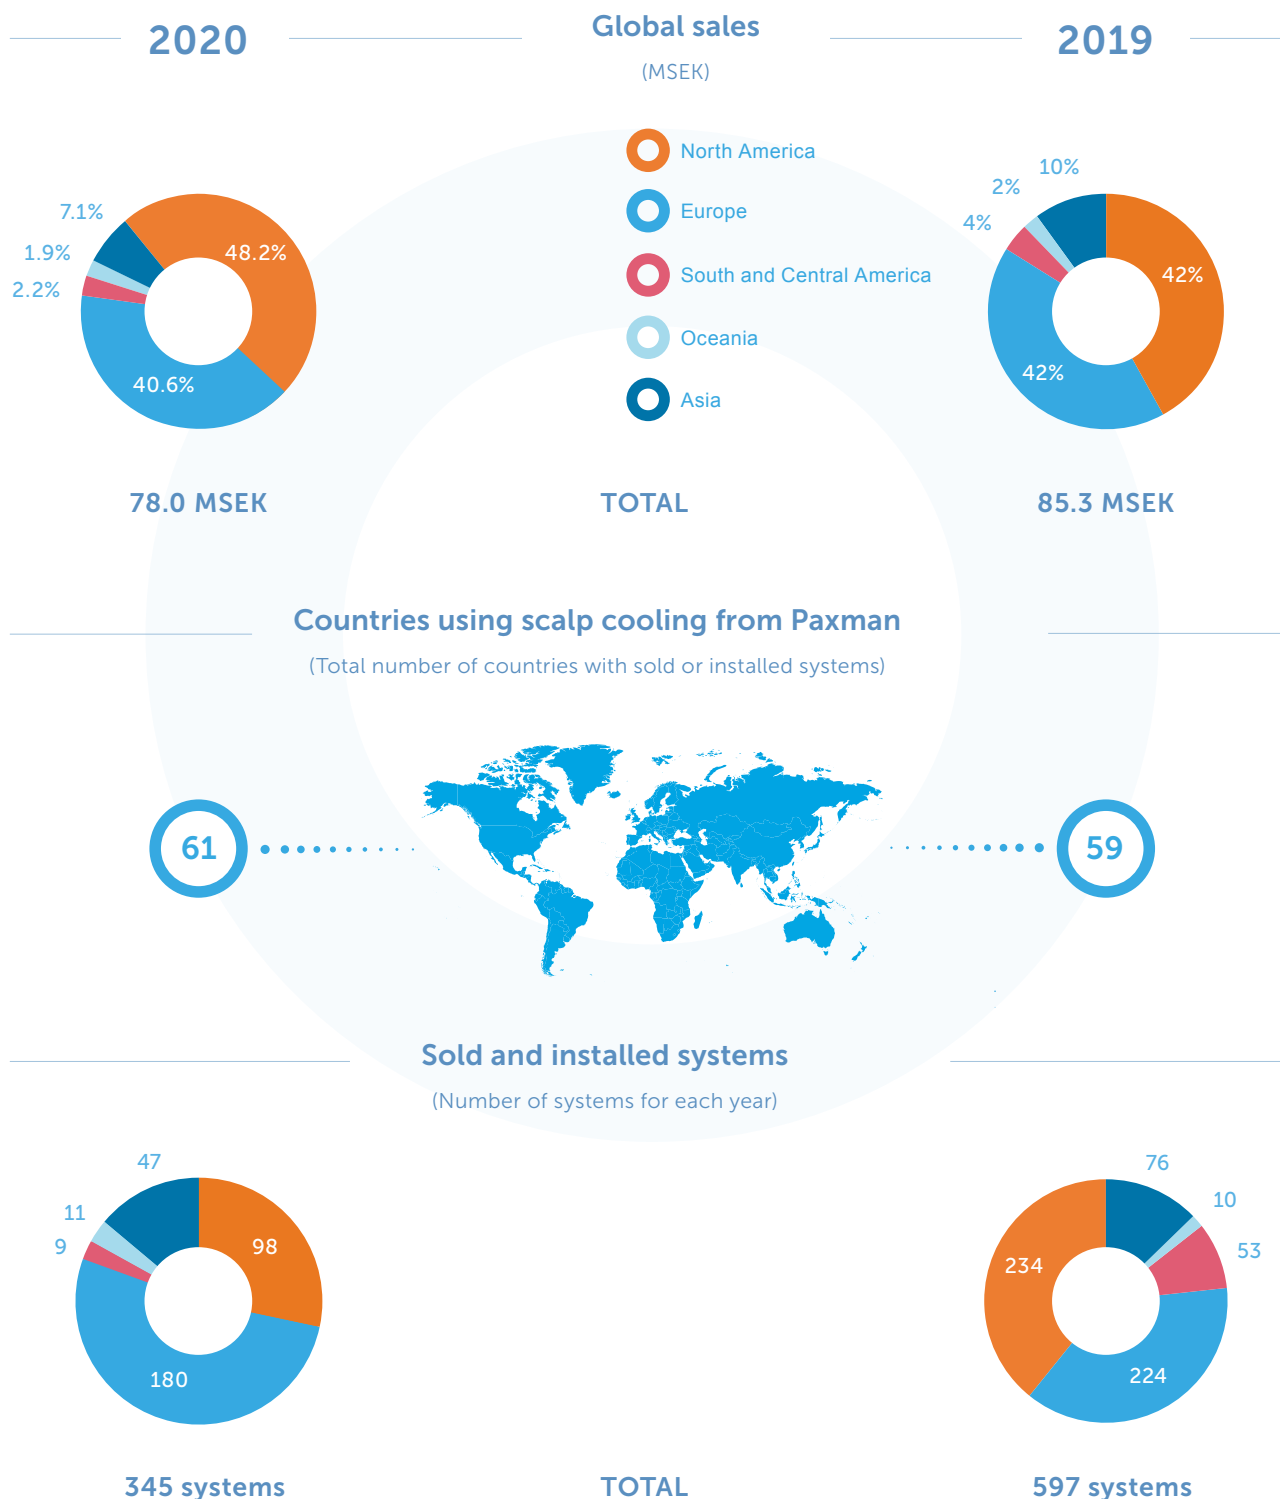 2020
Global sales
2019
(MSEK)
North America
Europe
South and Central America
Oceania
Asia
7.1%
1.9%
2.2%
48.2%
40.6%
10%
2%
4%
42%
42%
78.0 MSEK
TOTAL
85.3 MSEK
Countries using scalp cooling from Paxman
(Total number of countries with sold or installed systems)
61
59
Sold and installed systems
(Number of systems for each year)
47
11
9
98
180
76
10
53
234
224
345 systems
TOTAL
597 systems